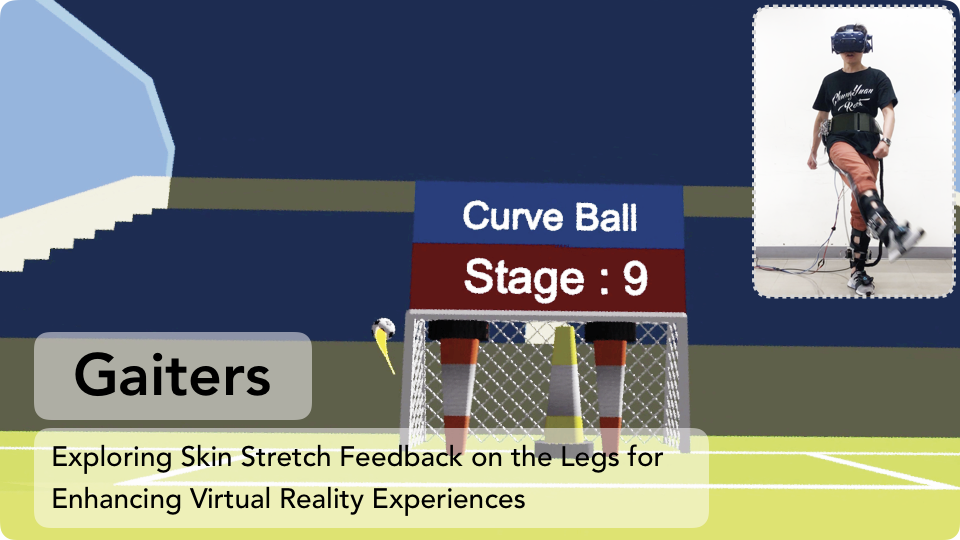 Curve Ball
Stage : 9
Gaiters
Exploring Skin Stretch Feedback on the Legs for
Enhancing Virtual Reality Experiences